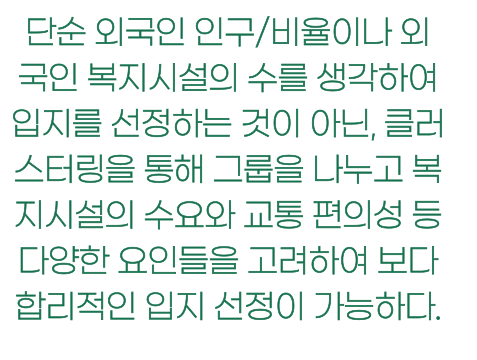 단순 외국인 인구/비율이나 외
국인 복지시설의 수를 생각하여
입지를 선정하는 것이 아닌, 클러
스터링을 통해 그룹을 나누고 복
지시설의 수요와 교통 편의성 등
다양한 요인들을 고려하여 보다
합리적인 입지 선정이 가능하다.